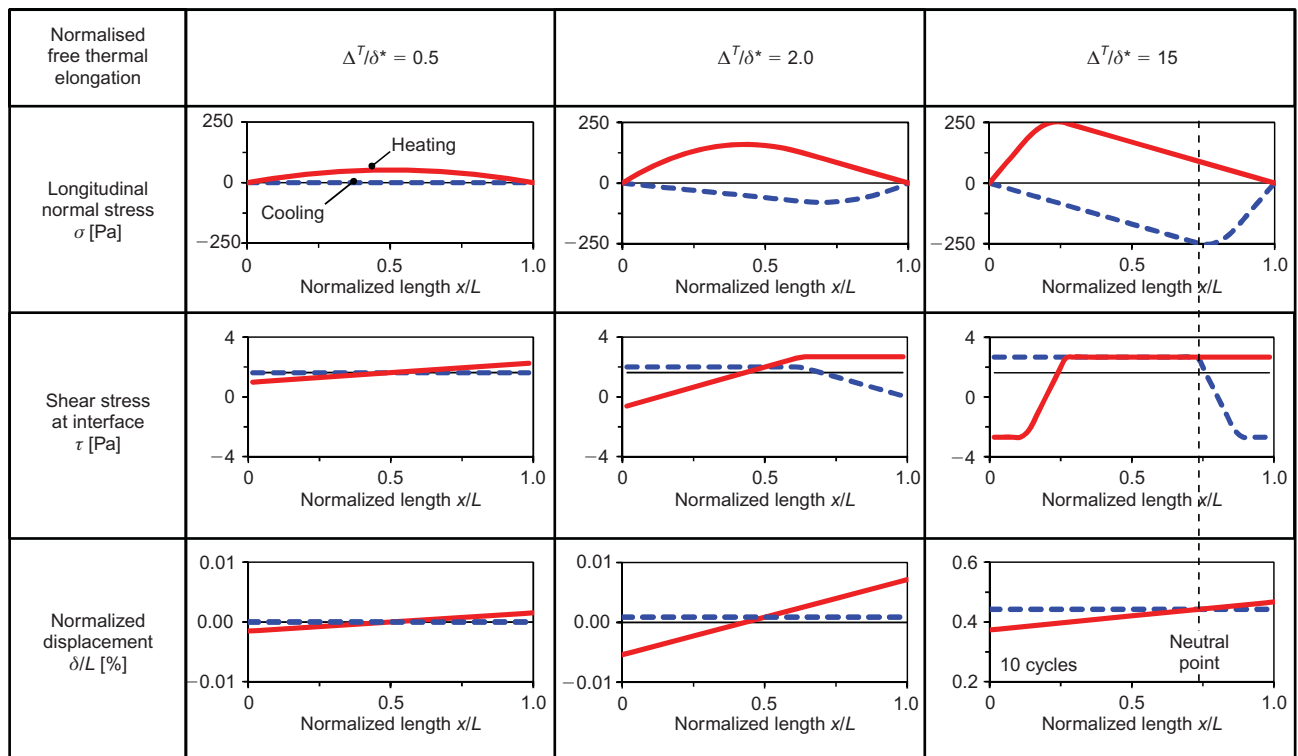 Normalised
free thermal
elongation
Δᵀ/δ* = 0.5
Δᵀ/δ* = 2.0
Δᵀ/δ* = 15
Longitudinal
normal stress
σ [Pa]
250
0
−250
Heating
Cooling
0 0.5 1.0
Normalized length x/L
250
0
−250
0 0.5 1.0
Normalized length x/L
250
0
−250
0 0.5 1.0
Normalized length x/L
Shear stress
at interface
τ [Pa]
4
0
−4
0 0.5 1.0
Normalized length x/L
4
0
−4
0 0.5 1.0
Normalized length x/L
4
0
−4
0 0.5 1.0
Normalized length x/L
Normalized
displacement
δ/L [%]
0.01
0.00
−0.01
0 0.5 1.0
Normalized length x/L
0.01
0.00
−0.01
0 0.5 1.0
Normalized length x/L
0.6
0.4
0.2
Neutral
point
10 cycles
0 0.5 1.0
Normalized length x/L